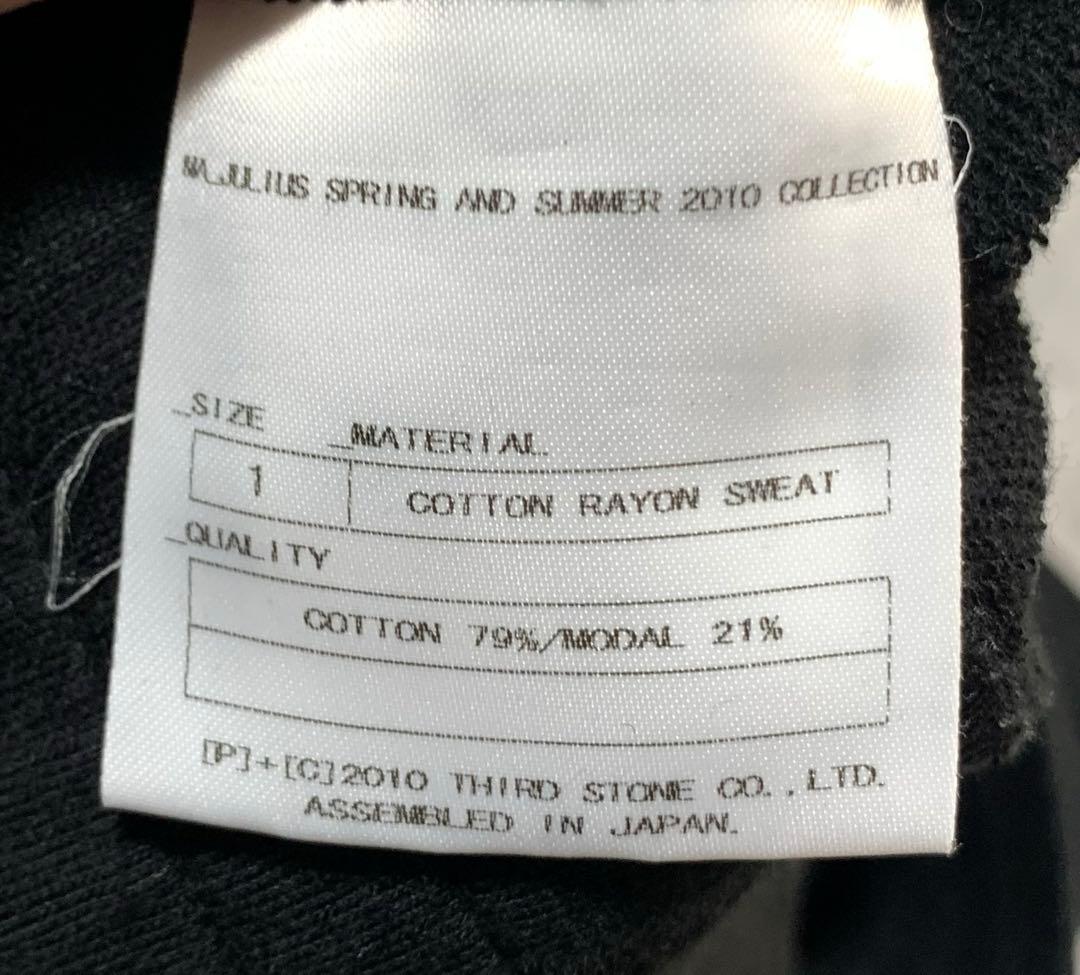 MA_JULIUS SPRING AND SUMMER 2010 COLLECTION
_SIZE
_MATERIAL
1
COTTON RAYON SWEAT
_QUALITY
COTTON 79%/MODAL 21%
[P]+[C]2010 THIRD STONE CO.,LTD.
ASSEMBLED IN JAPAN.